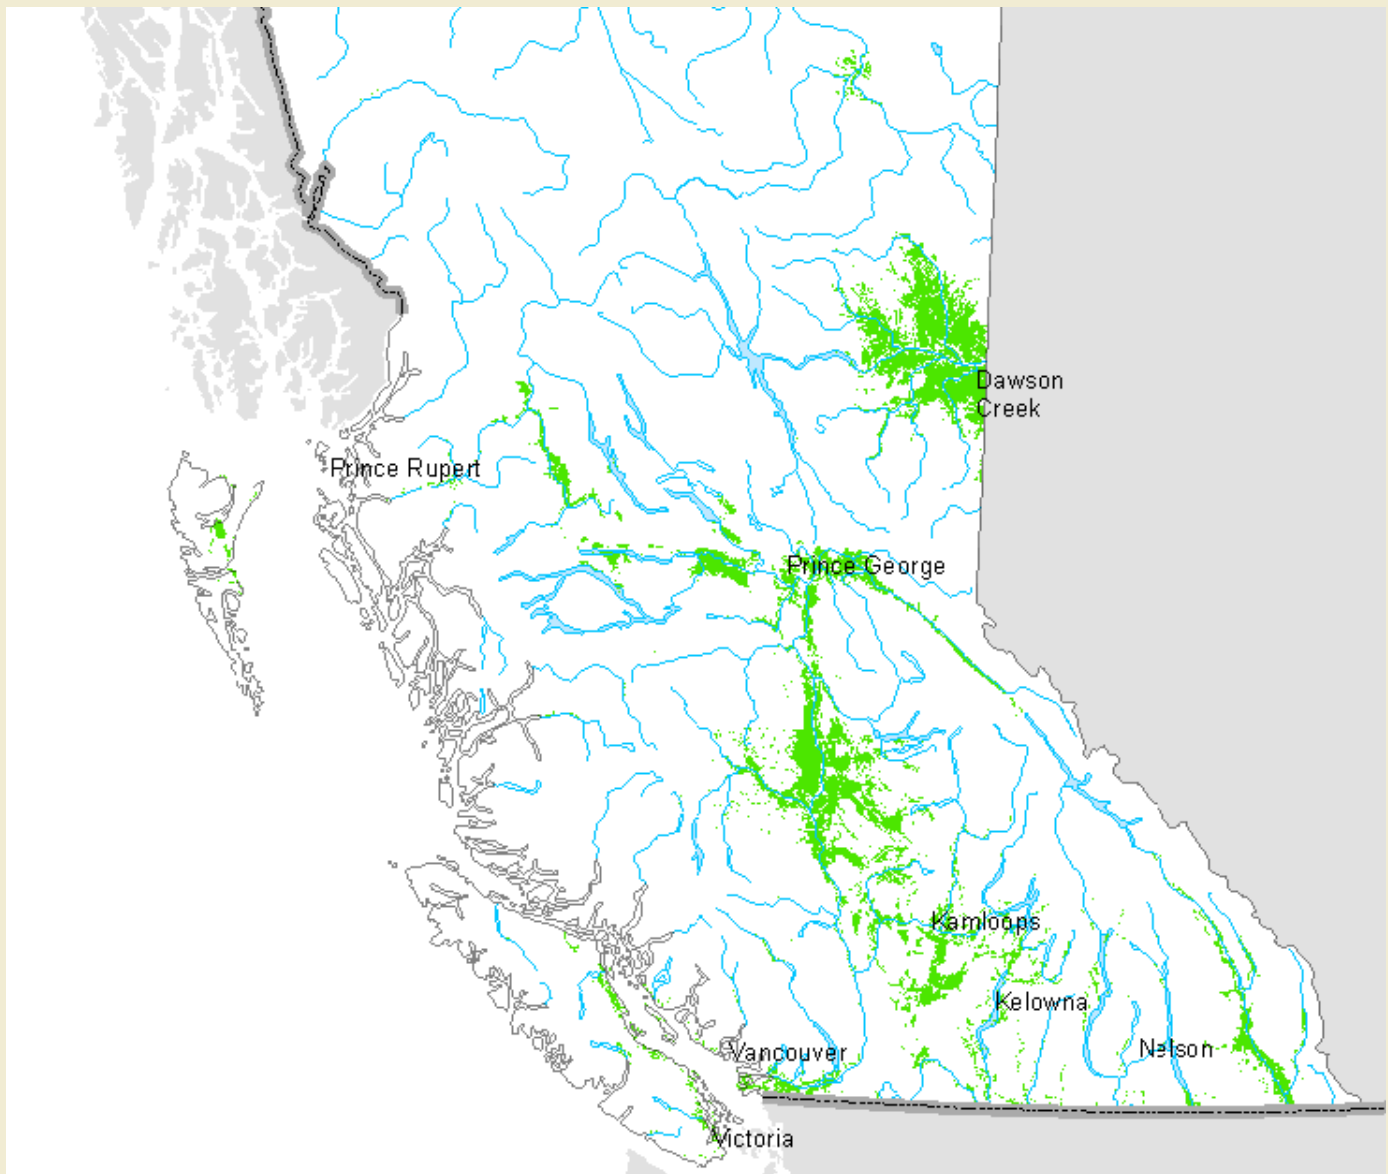 Dawson
Creek
Prince Rupert
Prince George
Kamloops
Kelowna
Nelson
Vancouver
Victoria